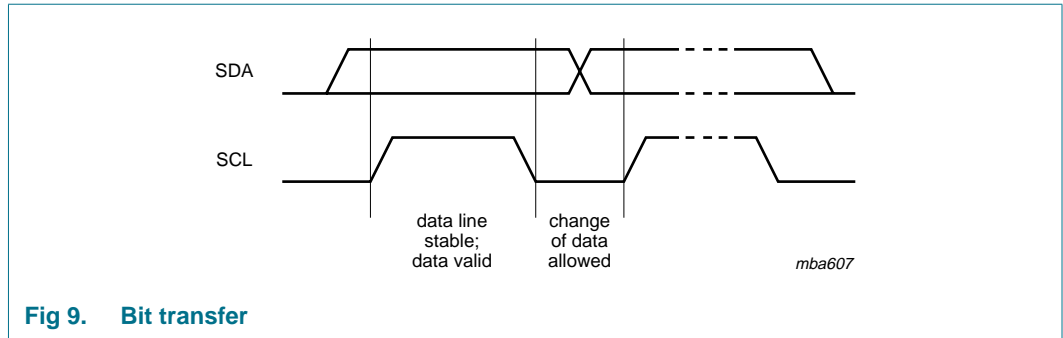 SDA
SCL
data line
stable;
data valid
change
of data
allowed
mba607
Fig 9. Bit transfer